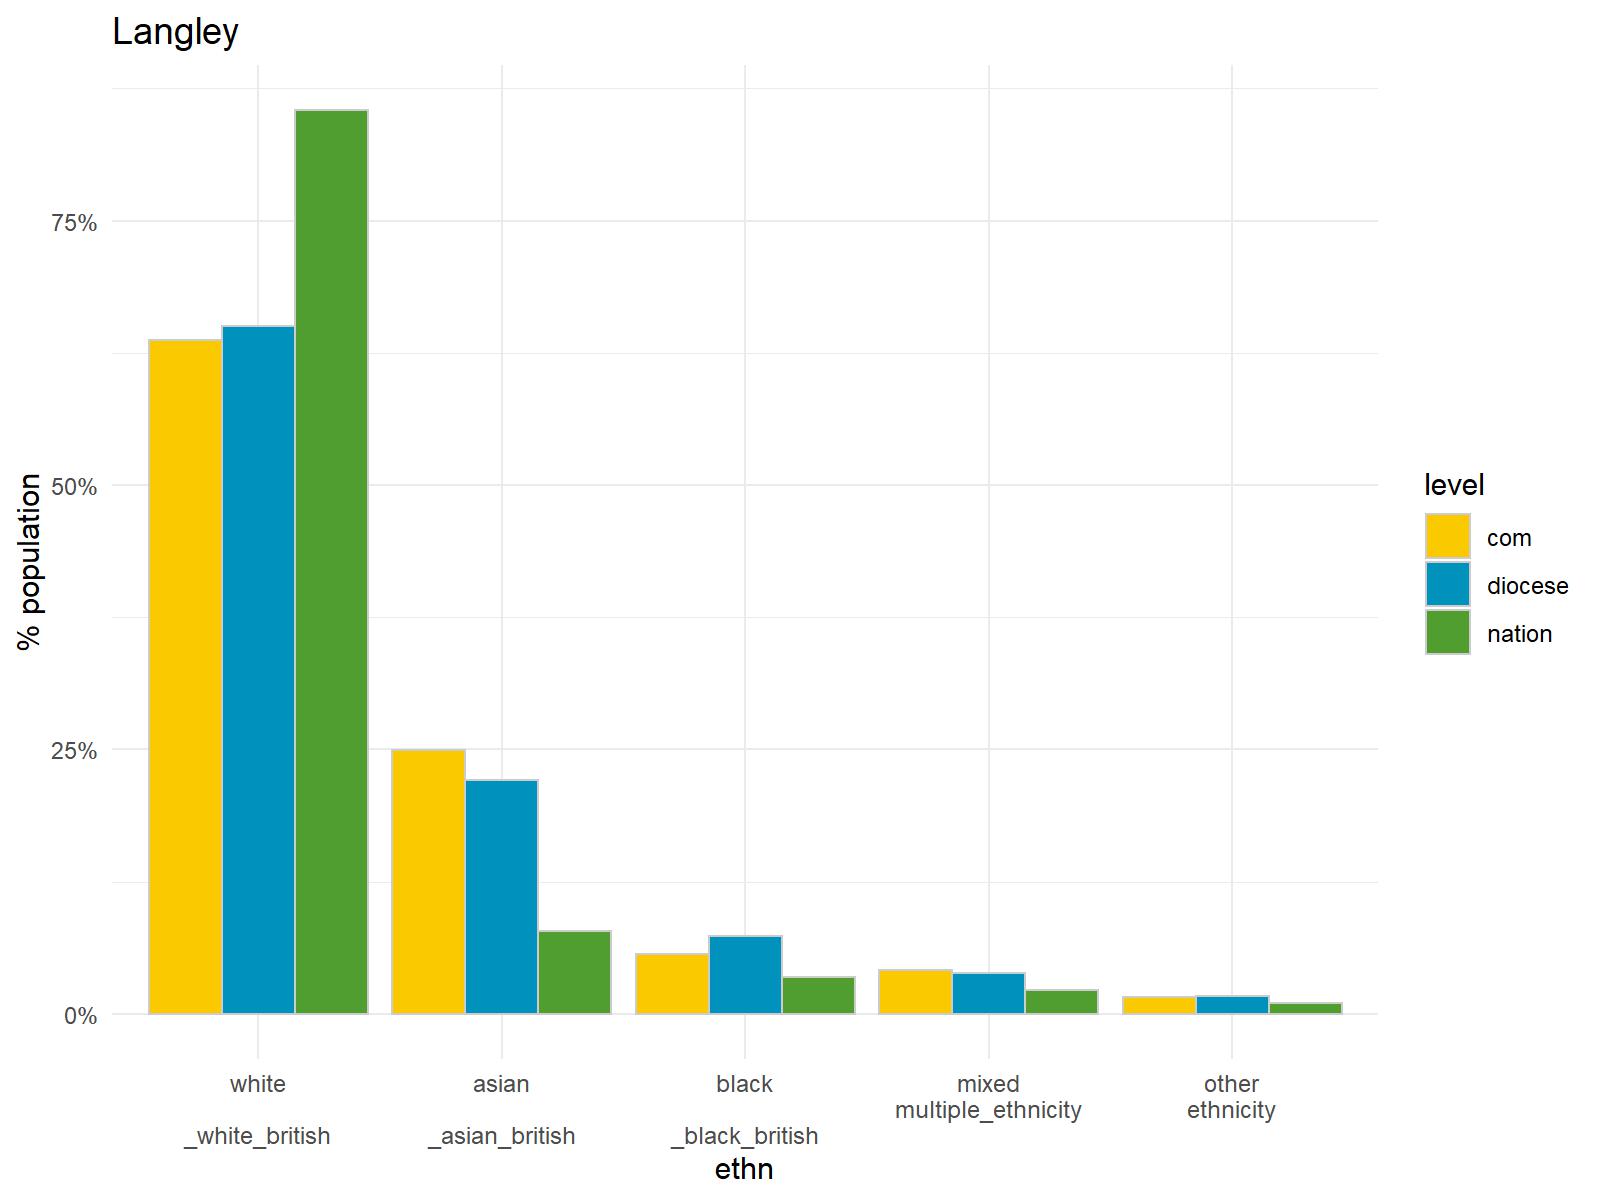 Langley
% population
75%
50%
25%
0%
white
_white_british
asian
_asian_british
black
_black_british
mixed
multiple_ethnicity
other
ethnicity
ethn
level
com
diocese
nation